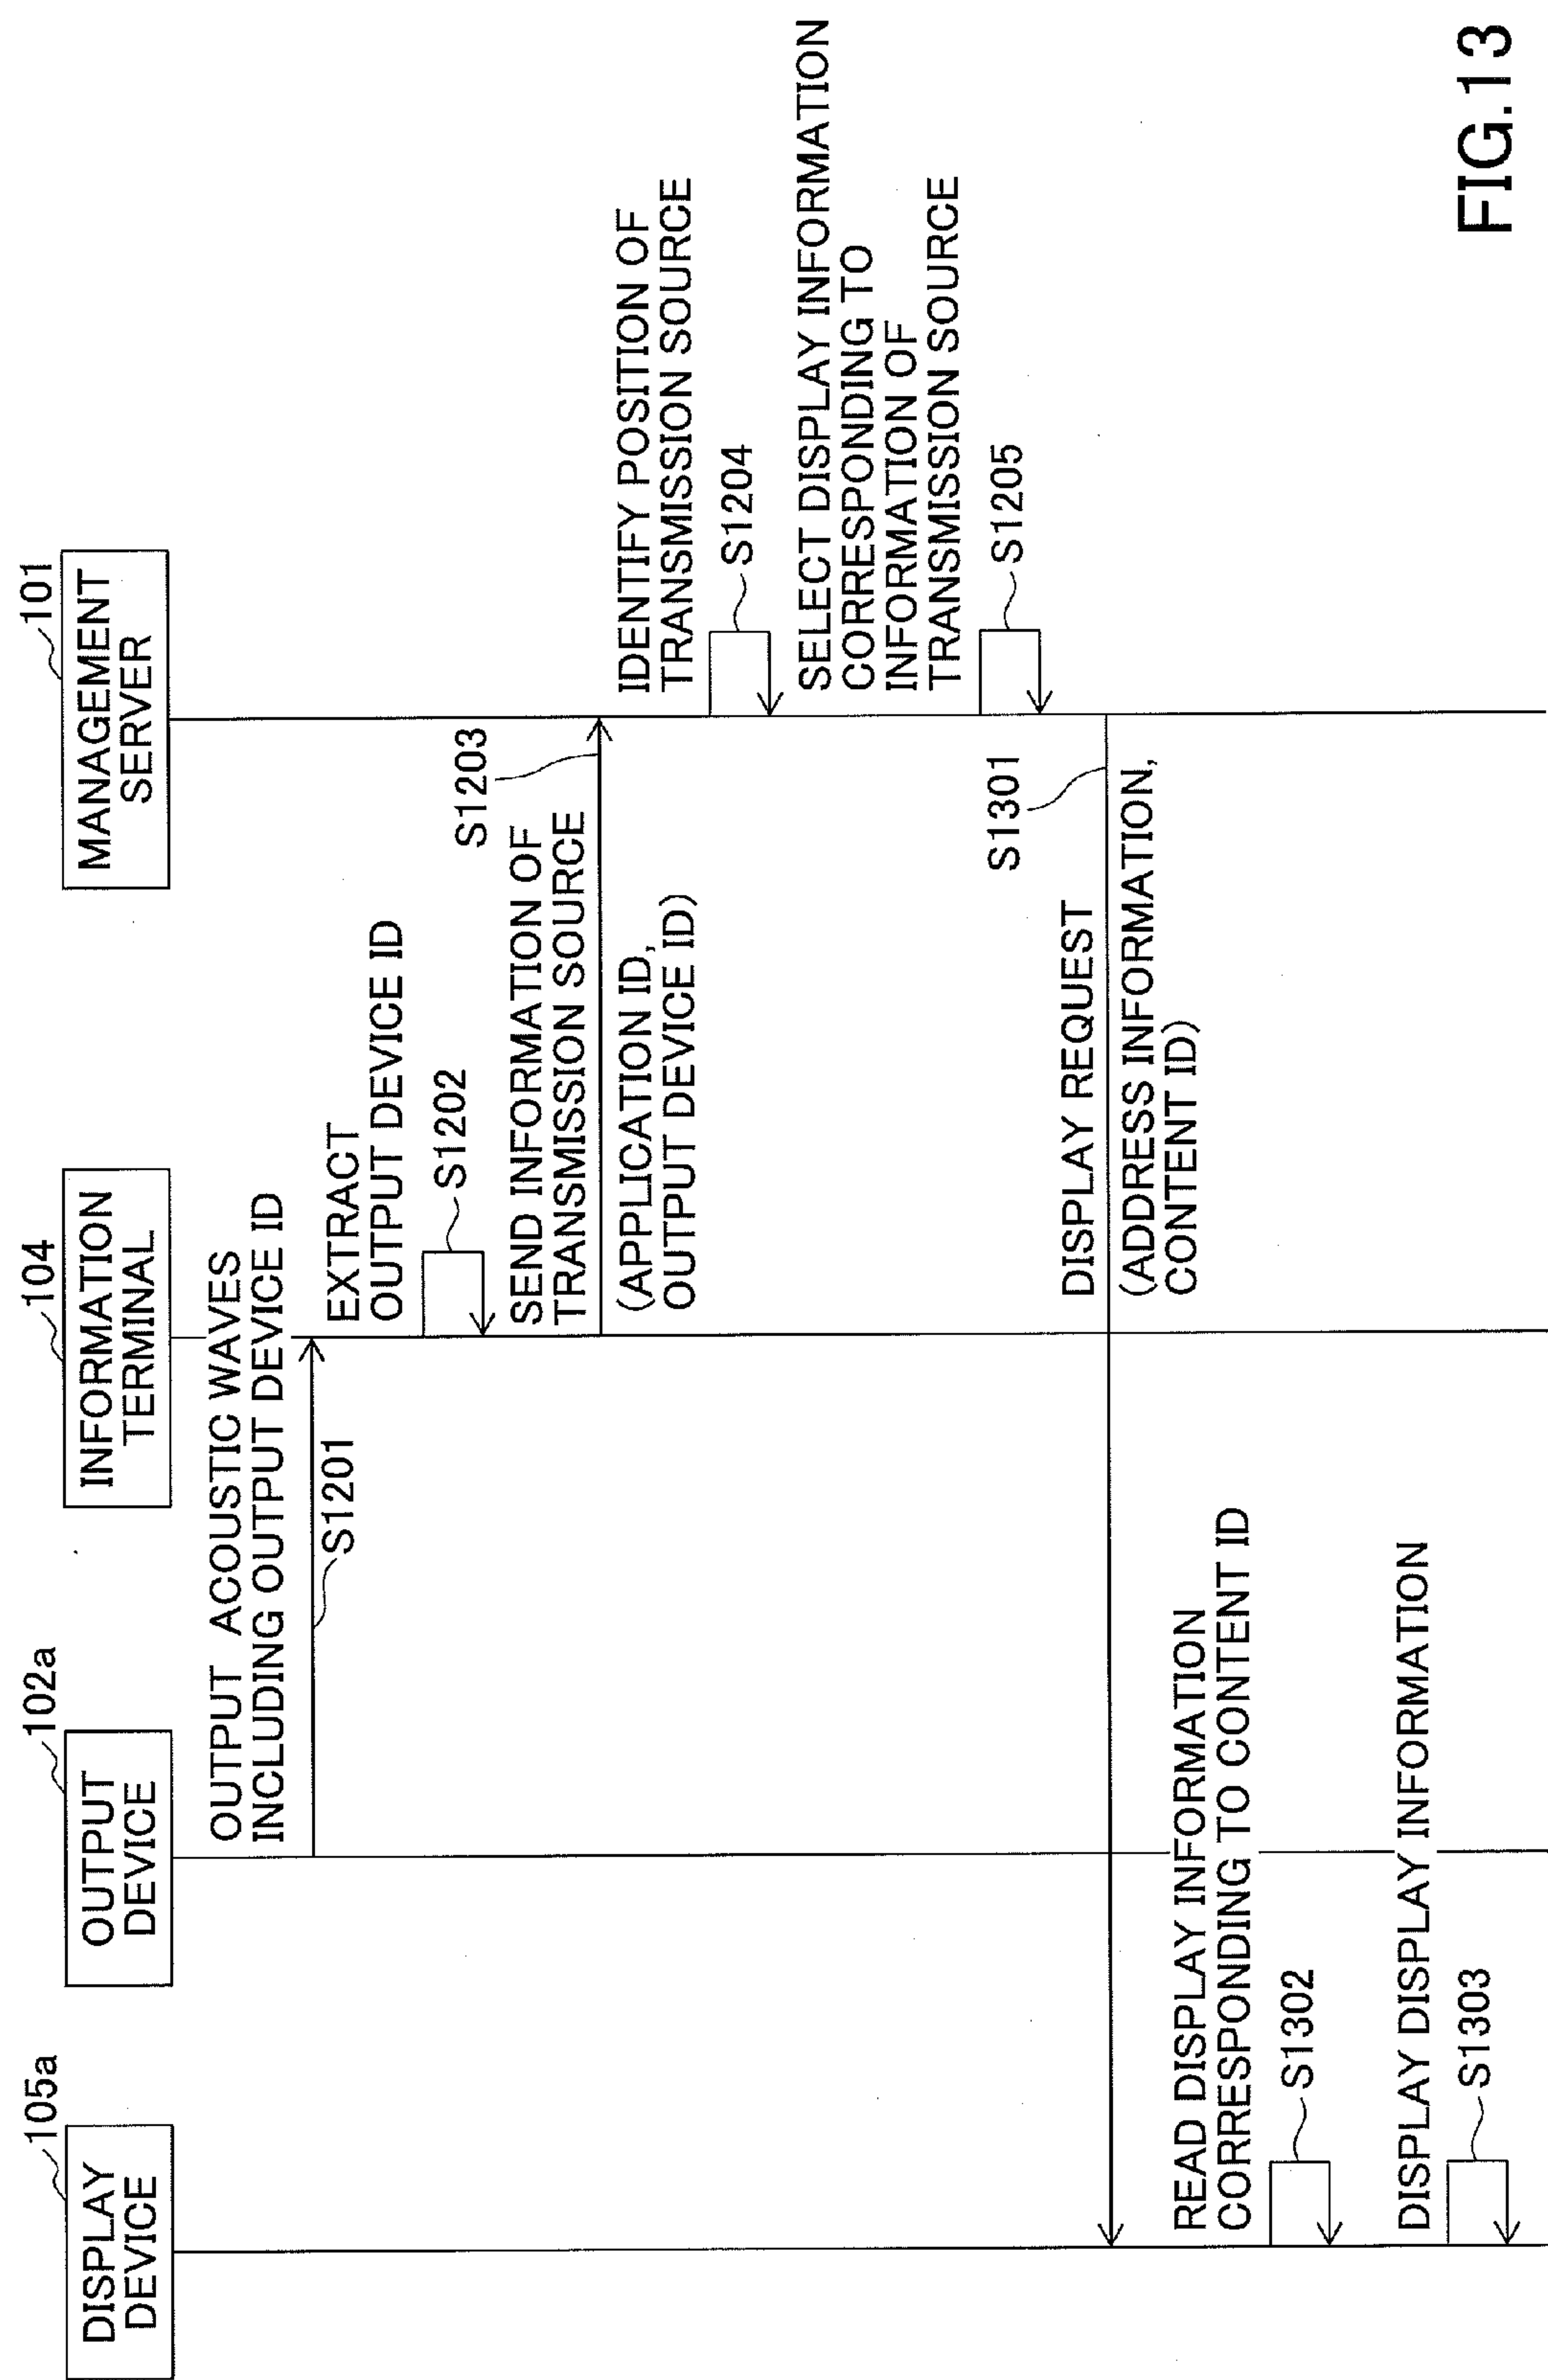 105a
DISPLAY
DEVICE
102a
OUTPUT
DEVICE
104
INFORMATION
TERMINAL
101
MANAGEMENT
SERVER
OUTPUT ACOUSTIC WAVES
INCLUDING OUTPUT DEVICE ID
S1201
EXTRACT
OUTPUT DEVICE ID
S1202
SEND INFORMATION OF
TRANSMISSION SOURCE
S1203
(APPLICATION ID,
OUTPUT DEVICE ID)
IDENTIFY POSITION OF
TRANSMISSION SOURCE
S1204
SELECT DISPLAY INFORMATION
CORRESPONDING TO
INFORMATION OF
TRANSMISSION SOURCE
S1205
S1301
DISPLAY REQUEST
(ADDRESS INFORMATION,
CONTENT ID)
READ DISPLAY INFORMATION
CORRESPONDING TO CONTENT ID
S1302
DISPLAY DISPLAY INFORMATION
S1303
FIG.13